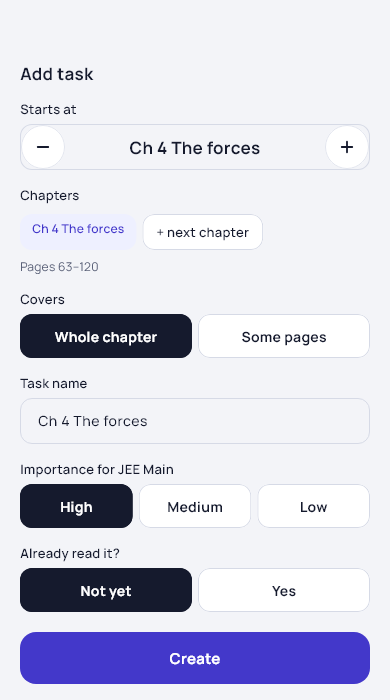 Add task
Starts at
− Ch 4 The forces +
Chapters
Ch 4 The forces + next chapter
Pages 63–120
Covers
Whole chapter Some pages
Task name
Ch 4 The forces
Importance for JEE Main
High Medium Low
Already read it?
Not yet Yes
Create